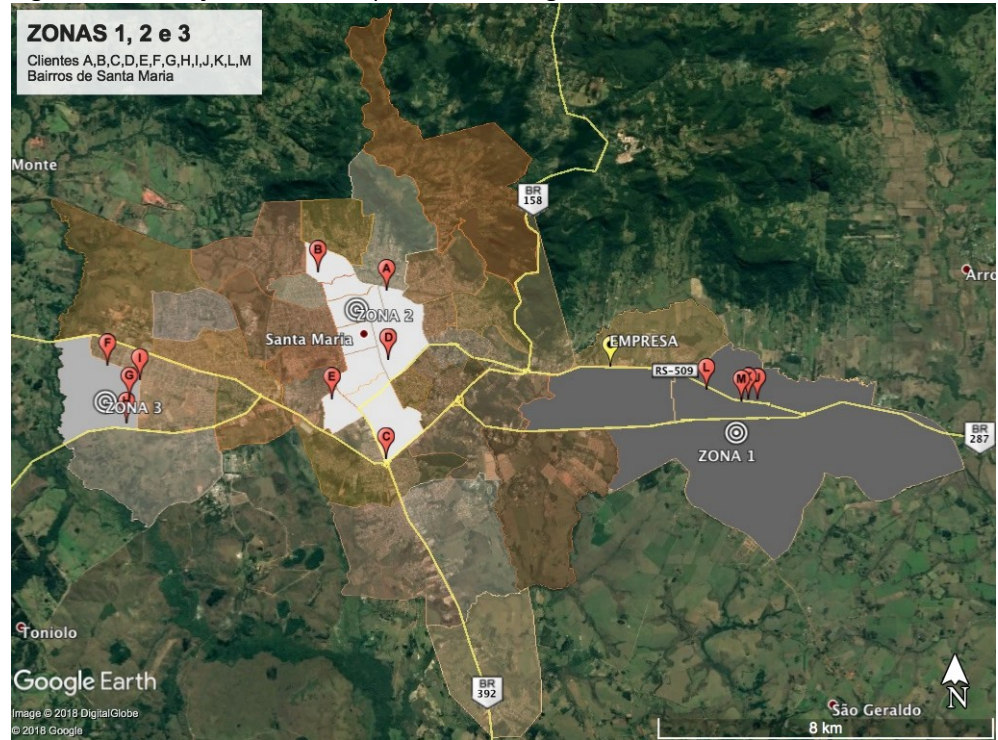 ZONAS 1, 2 e 3
Clientes A,B,C,D,E,F,G,H,I,J,K,L,M
Bairros de Santa Maria
Monte
BR
158
B
A
Arro
ZONA 2
Santa Maria
D
EMPRESA
RS-509
F
I
G
E
L
M
J
ZONA 3
C
ZONA 1
BR
287
Toniolo
Google Earth
BR
392
N
São Geraldo
8 km
Image © 2018 DigitalGlobe
© 2018 Google